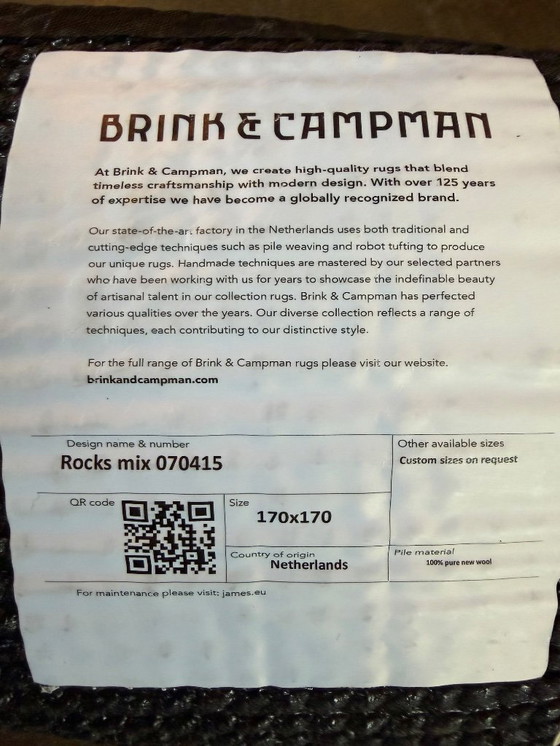 BRINK & CAMPMAN
At Brink & Campman, we create high-quality rugs that blend
timeless craftsmanship with modern design. With over 125 years
of expertise we have become a globally recognized brand.
Our state-of-the-art factory in the Netherlands uses both traditional and
cutting-edge techniques such as pile weaving and robot tufting to produce
our unique rugs. Handmade techniques are mastered by our selected partners
who have been working with us for years to showcase the indefinable beauty
of artisanal talent in our collection rugs. Brink & Campman has perfected
various qualities over the years. Our diverse collection reflects a range of
techniques, each contributing to our distinctive style.
For the full range of Brink & Campman rugs please visit our website.
brinkandcampman.com
Design name & number
Rocks mix 070415
Other available sizes
Custom sizes on request
QR code
Size
170x170
Country of origin
Netherlands
Pile material
100% pure new wool
For maintenance please visit: james.eu